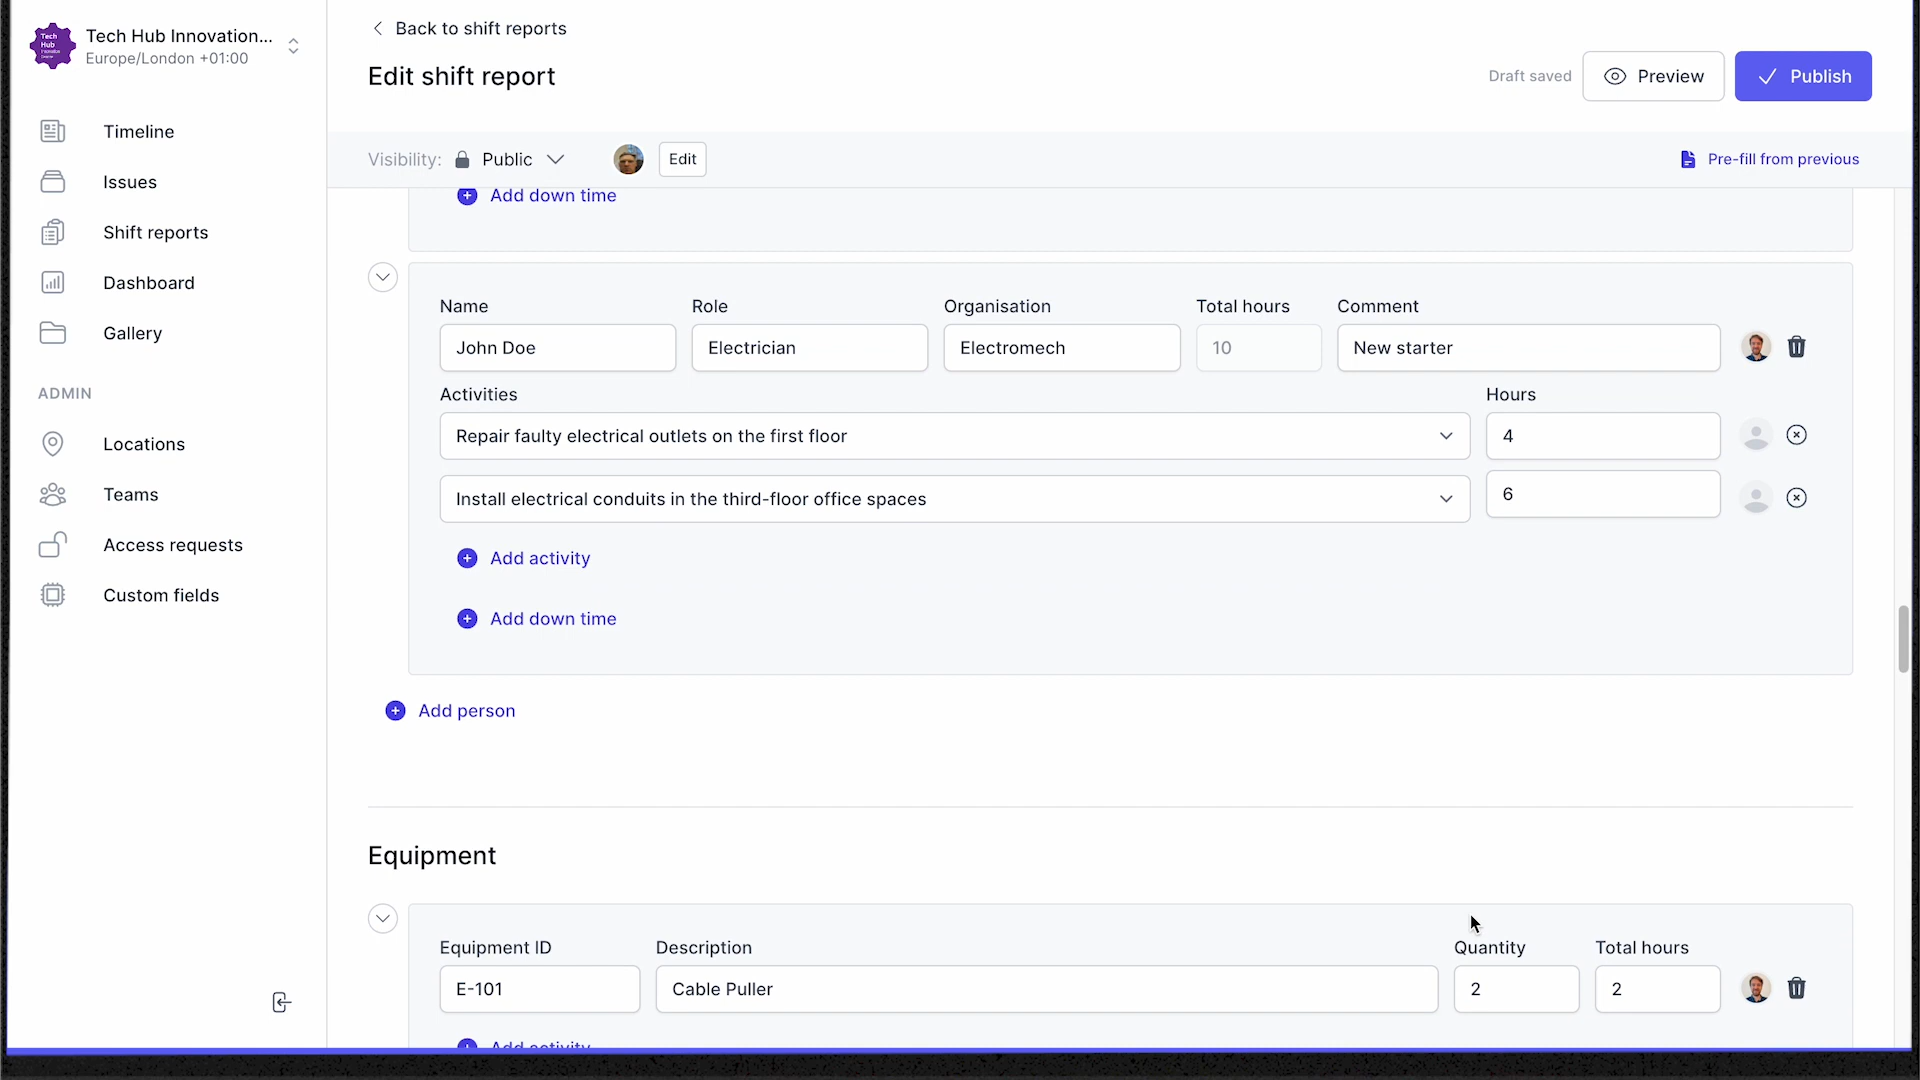 Tech Hub Innovation...
Europe/London +01:00
Timeline
Issues
Shift reports
Dashboard
Gallery
ADMIN
Locations
Teams
Access requests
Custom fields
Back to shift reports
Edit shift report
Draft saved
Preview
Publish
Visibility: Public
Edit
Pre-fill from previous
Add down time
Name Role Organisation Total hours Comment
John Doe Electrician Electromech 10 New starter
Activities Hours
Repair faulty electrical outlets on the first floor 4
Install electrical conduits in the third-floor office spaces 6
Add activity
Add down time
Add person
Equipment
Equipment ID Description Quantity Total hours
E-101 Cable Puller 2 2
Add activity